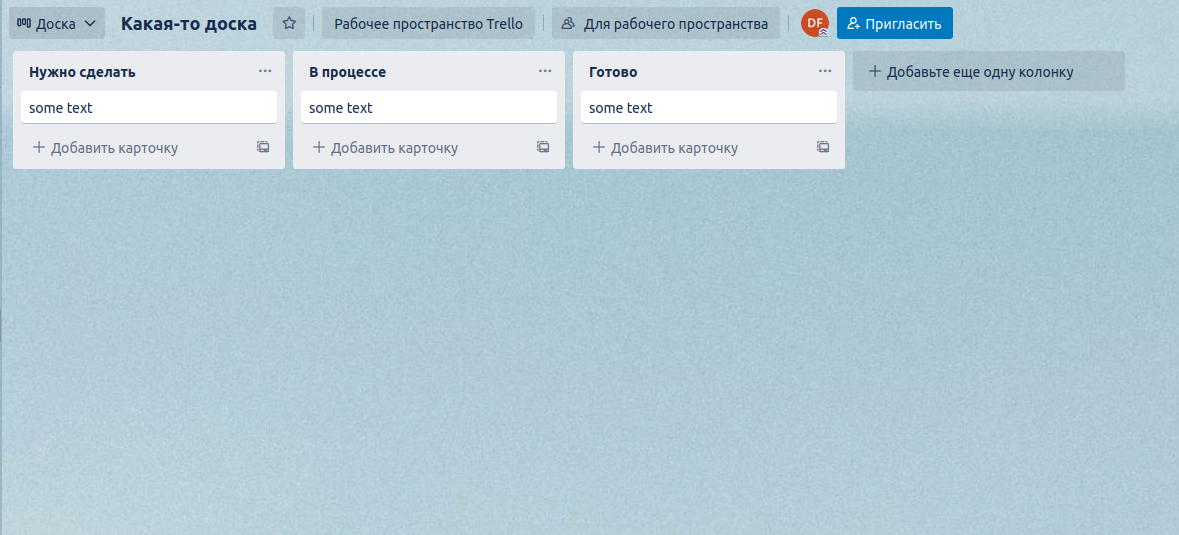 Доска
Какая-то доска
Рабочее пространство Trello
Для рабочего пространства
DF
Пригласить
Нужно сделать
some text
Добавить карточку
В процессе
some text
Добавить карточку
Готово
some text
Добавить карточку
Добавьте еще одну колонку